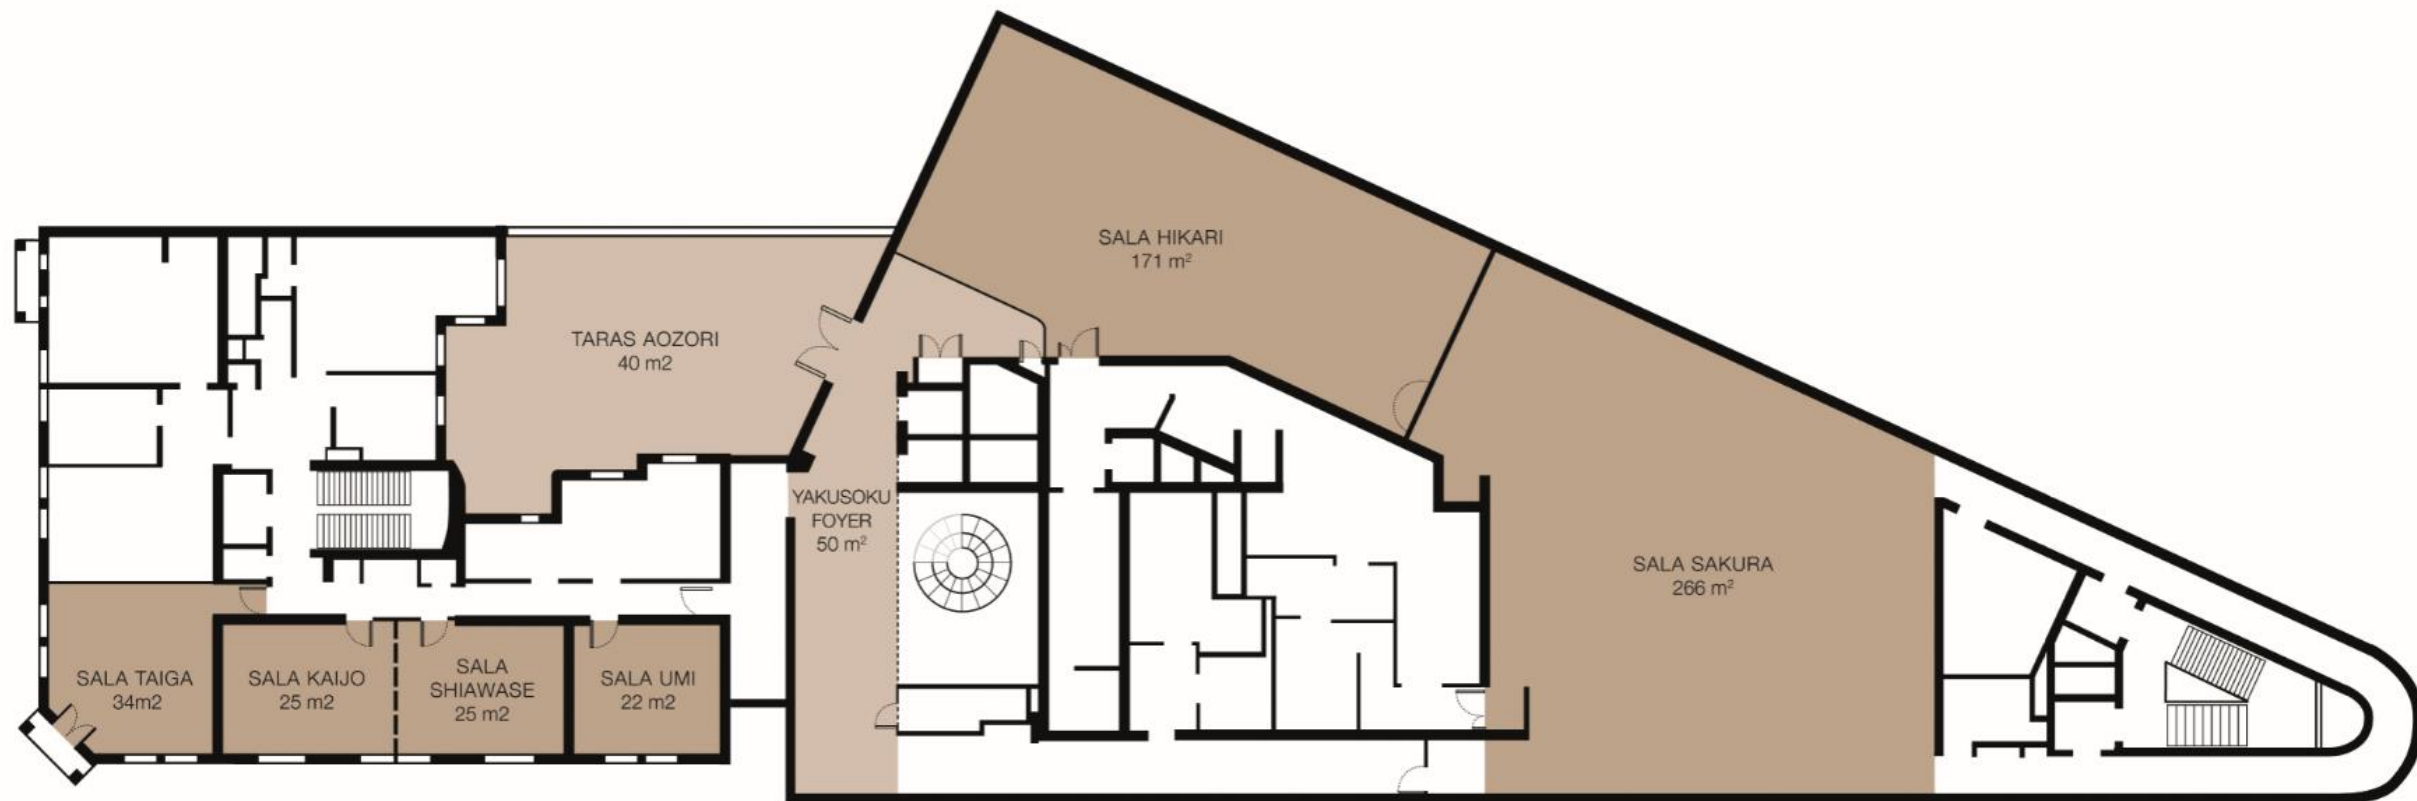 SALA HIKARI
171 m²
TARAS AOZORI
40 m2
YAKUSOKU
FOYER
50 m²
SALA SAKURA
266 m²
SALA TAIGA
34m2
SALA KAIJO
25 m2
SALA
SHIAWASE
25 m2
SALA UMI
22 m2